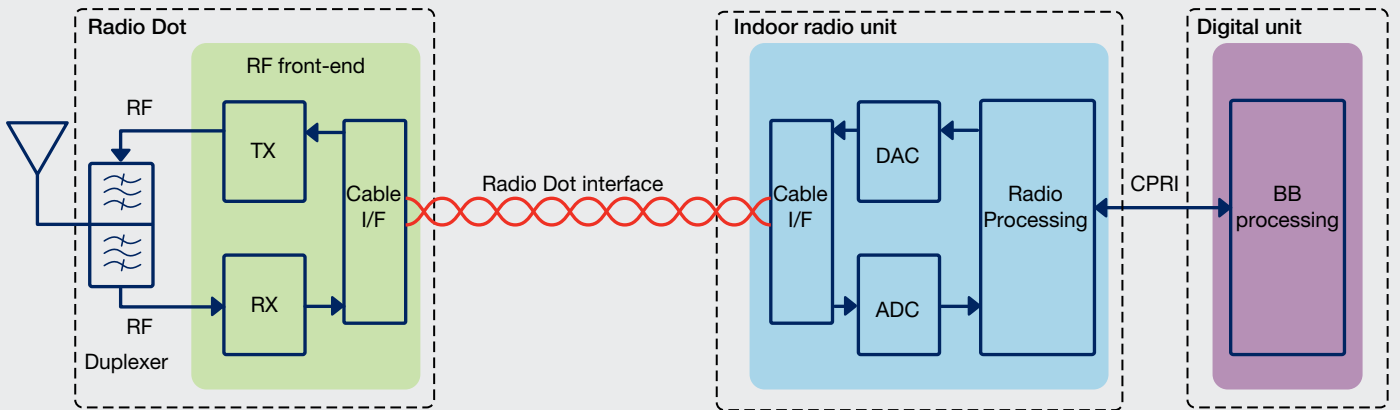 Radio Dot
RF front-end
RF
TX
Cable
I/F
RX
RF
Duplexer
Radio Dot interface
Indoor radio unit
Cable
I/F
DAC
ADC
Radio
Processing
CPRI
Digital unit
BB
processing